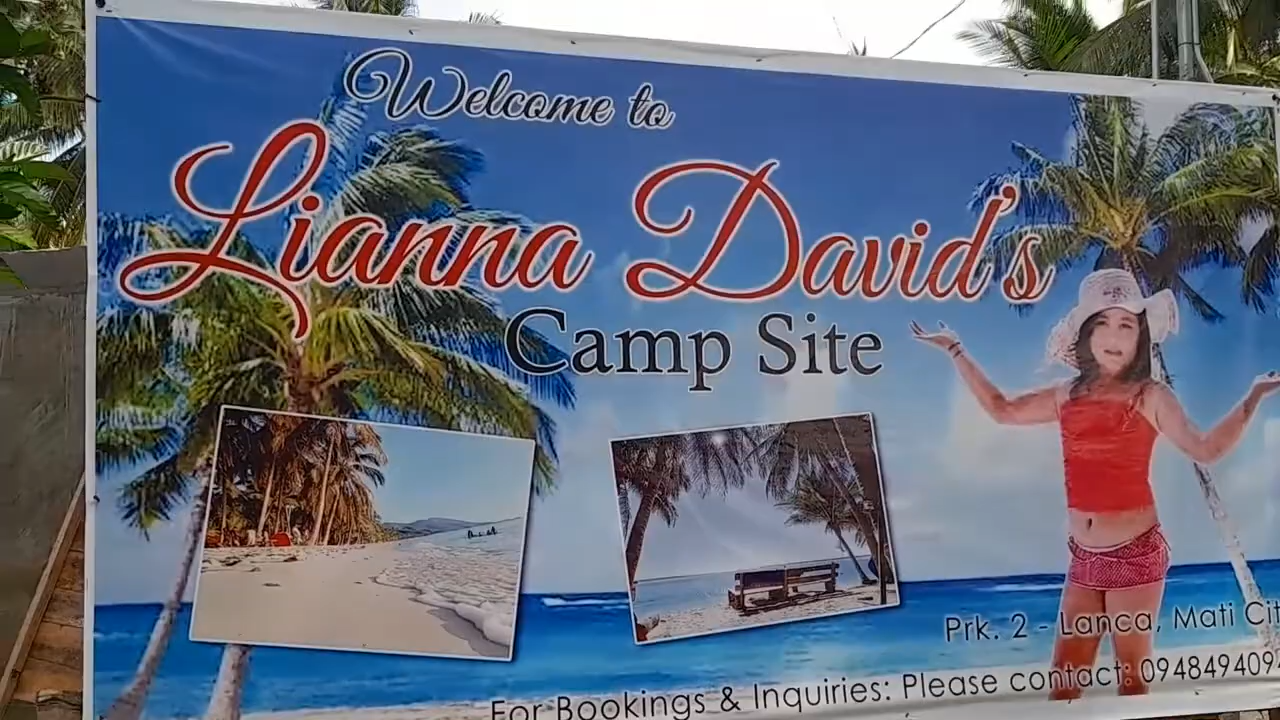 Welcome to
Lianna David's
Camp Site
Prk. 2 - Lanca, Mati
For Bookings & Inquiries: Please contact: